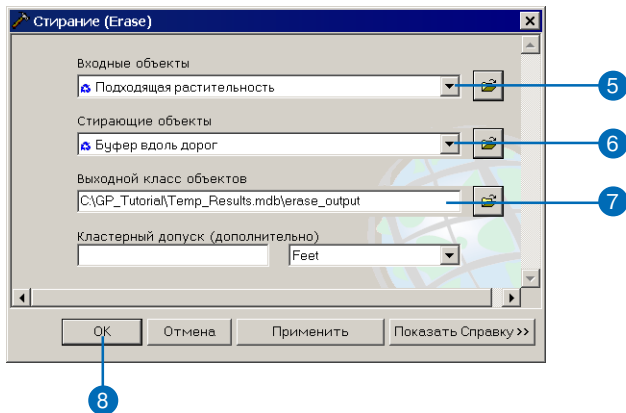 Стирание (Erase)
Входные объекты
Подходящая растительность
5
Стирающие объекты
Буфер вдоль дорог
6
Выходной класс объектов
C:\GP_Tutorial\Temp_Results.mdb\erase_output
7
Кластерный допуск (дополнительно)
Feet
OK Отмена Применить Показать Справку >>
8